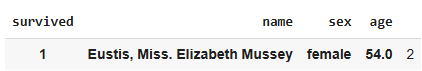 survived name sex age
1 Eustis, Miss. Elizabeth Mussey female 54.0 2